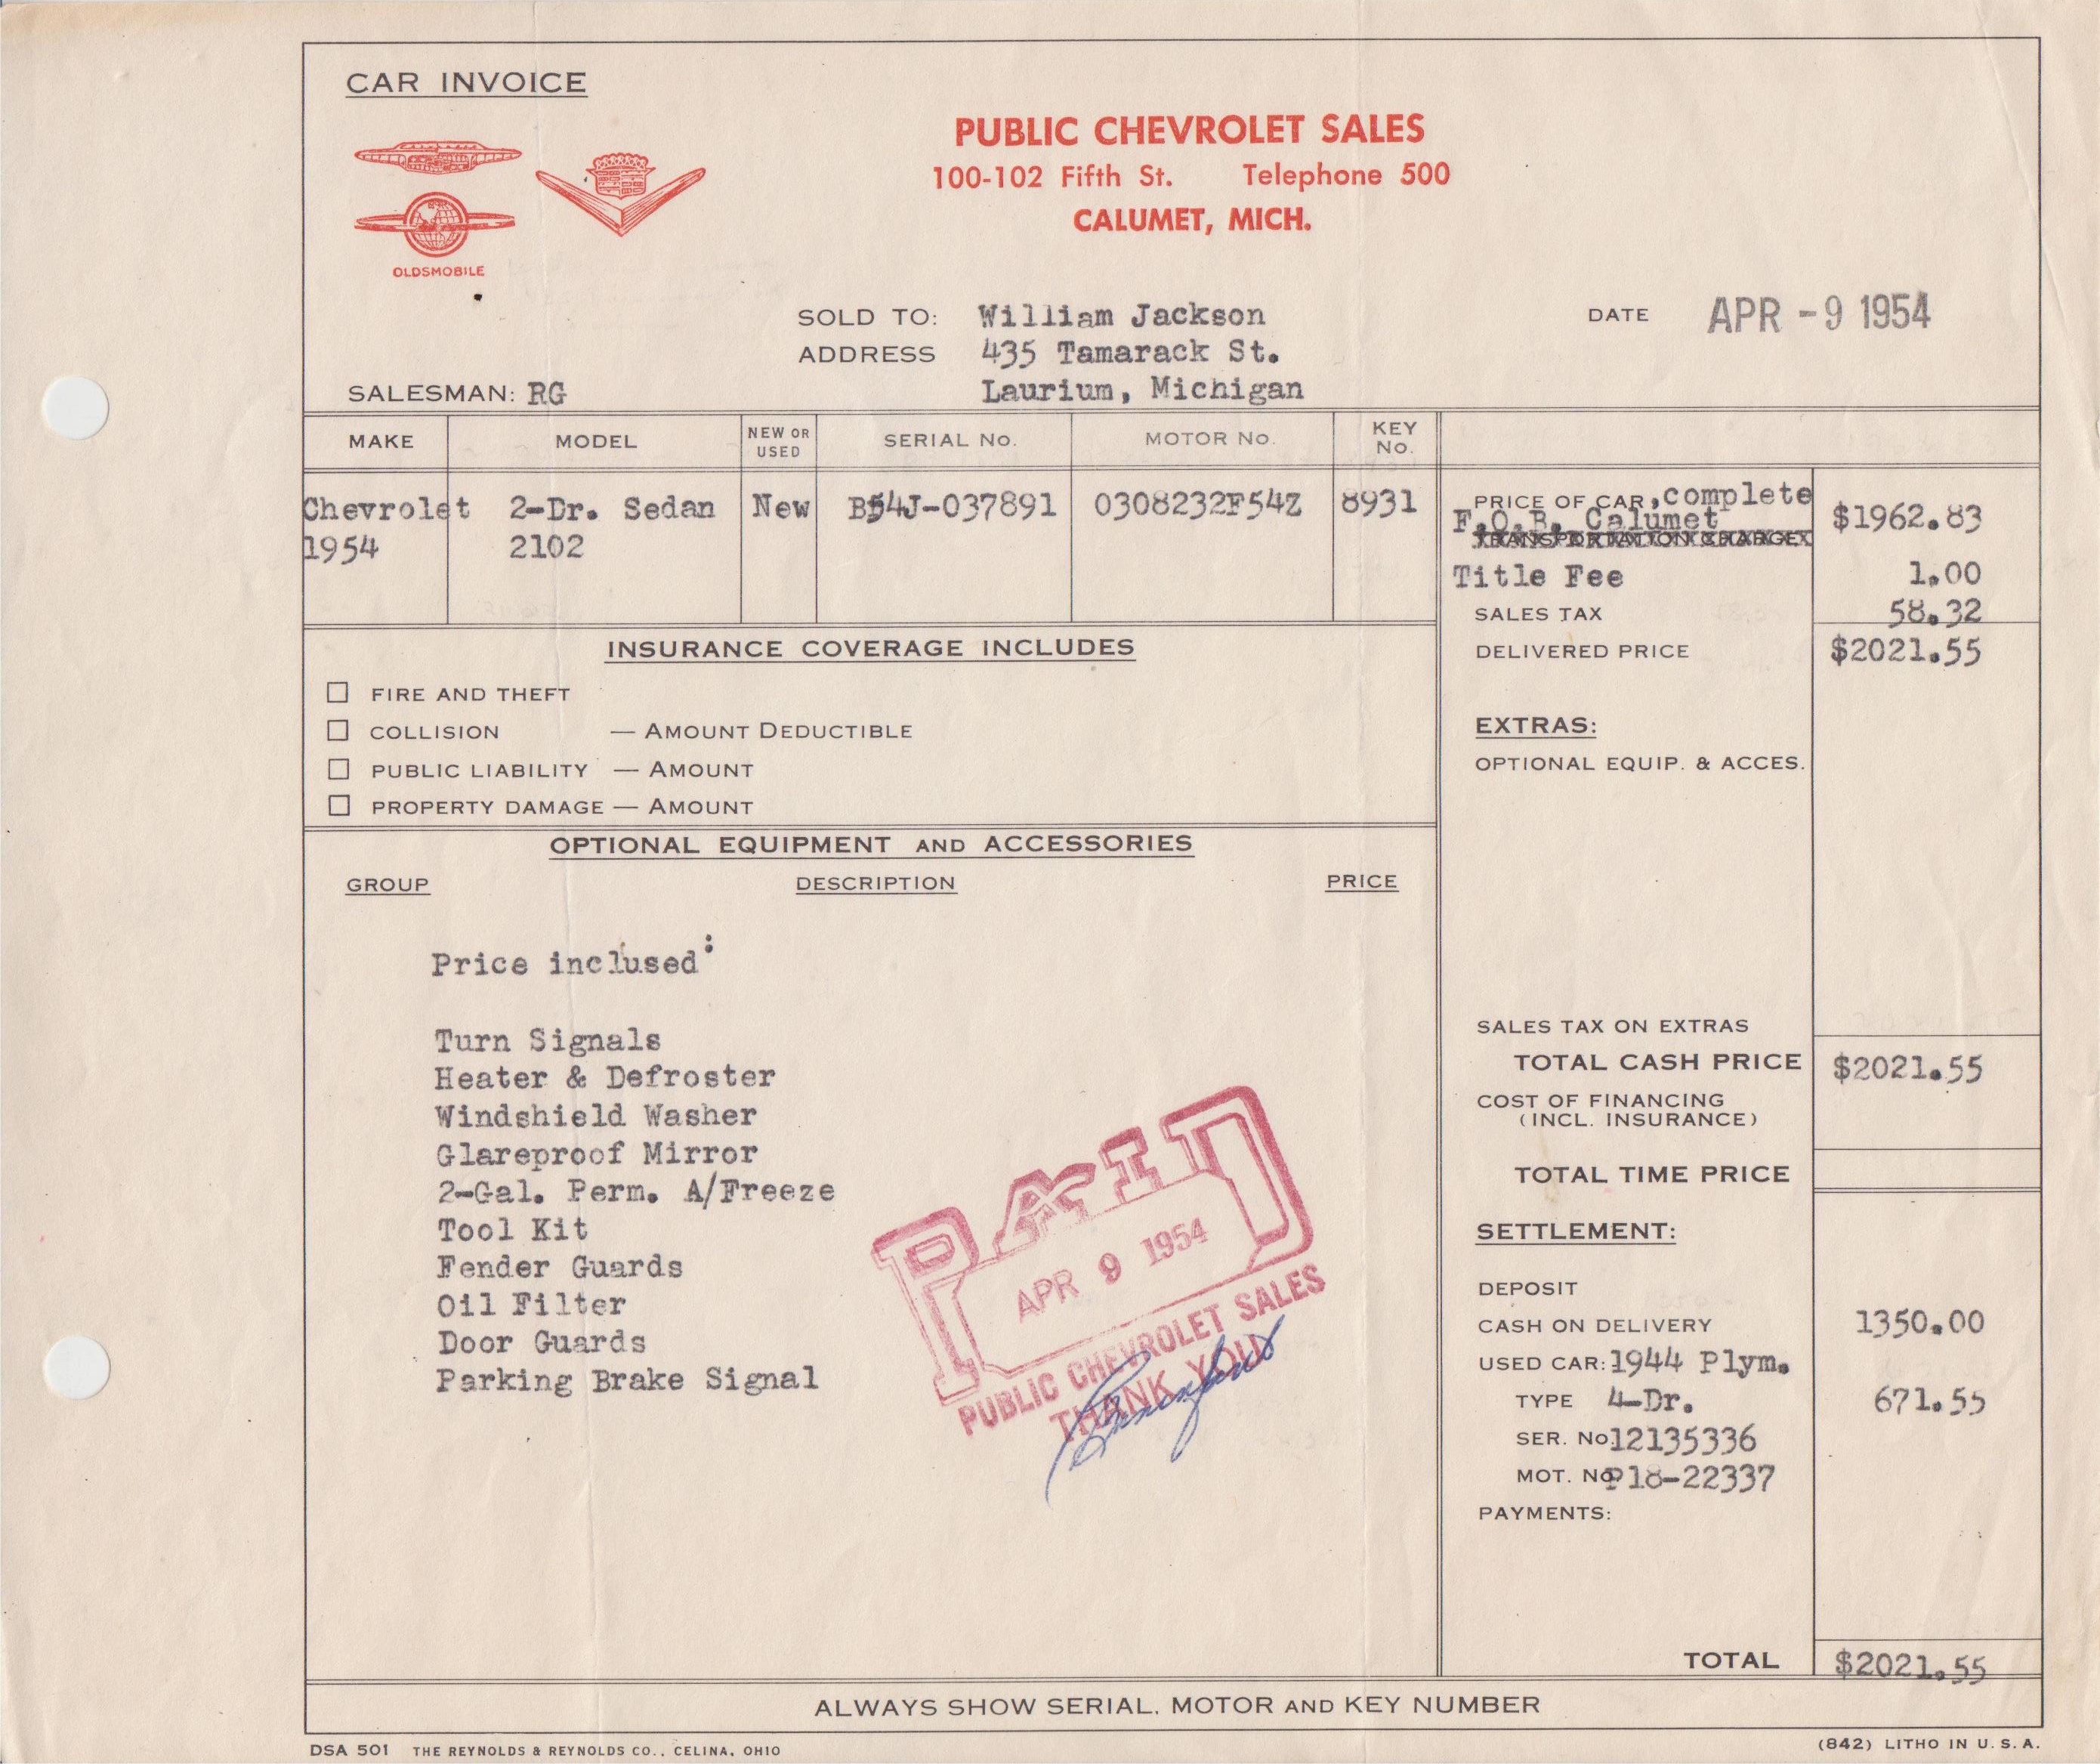 CAR INVOICE
OLDSMOBILE
PUBLIC CHEVROLET SALES
100-102 Fifth St. Telephone 500
CALUMET, MICH.
SOLD TO: William Jackson
DATE APR -9 1954
ADDRESS 435 Tamarack St.
SALESMAN: RG
Laurium, Michigan
MAKE MODEL NEW OR USED SERIAL No. MOTOR No. KEY No.
Chevrolet 2-Dr. Sedan New B54J-037891 0308232F54Z 8931
1954 2102
PRICE OF CAR, complete $1962.83
F.O.B. Calumet
TRANSPORTATION CHARGE
Title Fee 1.00
SALES TAX 58.32
DELIVERED PRICE $2021.55
INSURANCE COVERAGE INCLUDES
FIRE AND THEFT
COLLISION — AMOUNT DEDUCTIBLE
PUBLIC LIABILITY — AMOUNT
PROPERTY DAMAGE — AMOUNT
EXTRAS:
OPTIONAL EQUIP. & ACCES.
OPTIONAL EQUIPMENT AND ACCESSORIES
GROUP DESCRIPTION PRICE
Price inclused:
Turn Signals
Heater & Defroster
Windshield Washer
Glareproof Mirror
2-Gal. Perm. A/Freeze
Tool Kit
Fender Guards
Oil Filter
Door Guards
Parking Brake Signal
PAID
APR 9 1954
PUBLIC CHEVROLET SALES
THANK YOU
SALES TAX ON EXTRAS
TOTAL CASH PRICE $2021.55
COST OF FINANCING
(INCL. INSURANCE)
TOTAL TIME PRICE
SETTLEMENT:
DEPOSIT
CASH ON DELIVERY 1350.00
USED CAR: 1944 Plym.
TYPE 4-Dr. 671.55
SER. No. 12135336
MOT. No. P18-22337
PAYMENTS:
TOTAL $2021.55
ALWAYS SHOW SERIAL, MOTOR AND KEY NUMBER
DSA 501 THE REYNOLDS & REYNOLDS CO., CELINA, OHIO
(842) LITHO IN U.S.A.